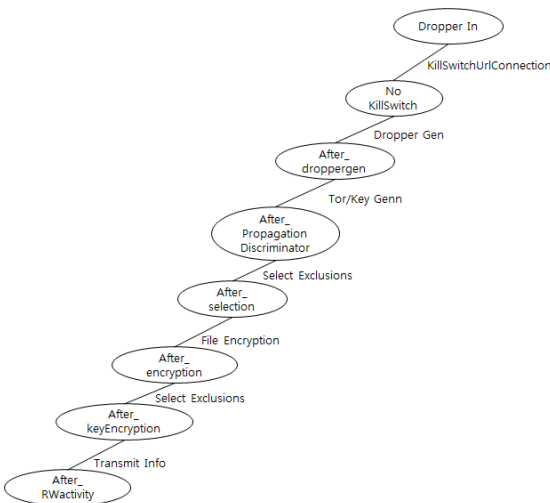 Dropper In
KillSwitchUrlConnection
No
KillSwitch
Dropper Gen
After_
droppergen
Tor/Key Genn
After_
Propagation
Discriminator
Select Exclusions
After_
selection
File Encryption
After_
encryption
Select Exclusions
After_
keyEncryption
Transmit Info
After_
RWactivity